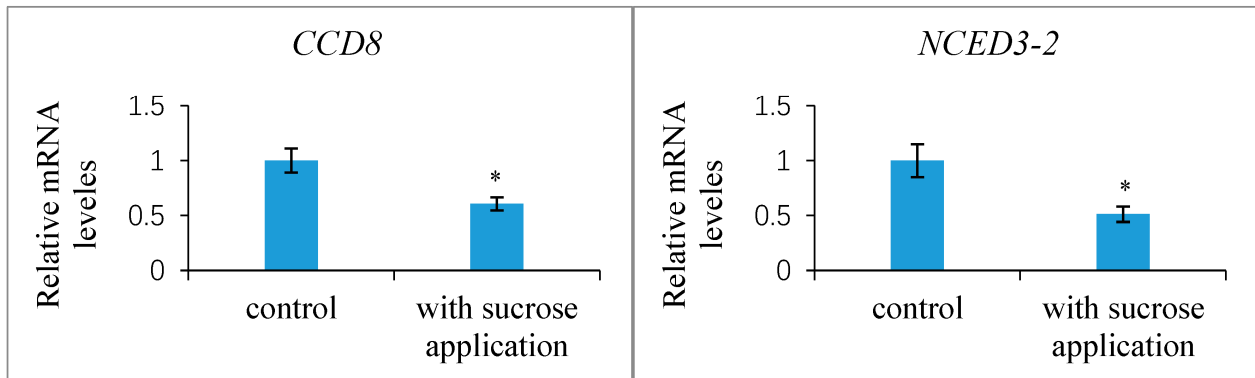 CCD8
Relative mRNA
leveles
1.5
1
0.5
0
*
control
with sucrose
application
NCED3-2
Relative mRNA
leveles
1.5
1
0.5
0
*
control
with sucrose
application